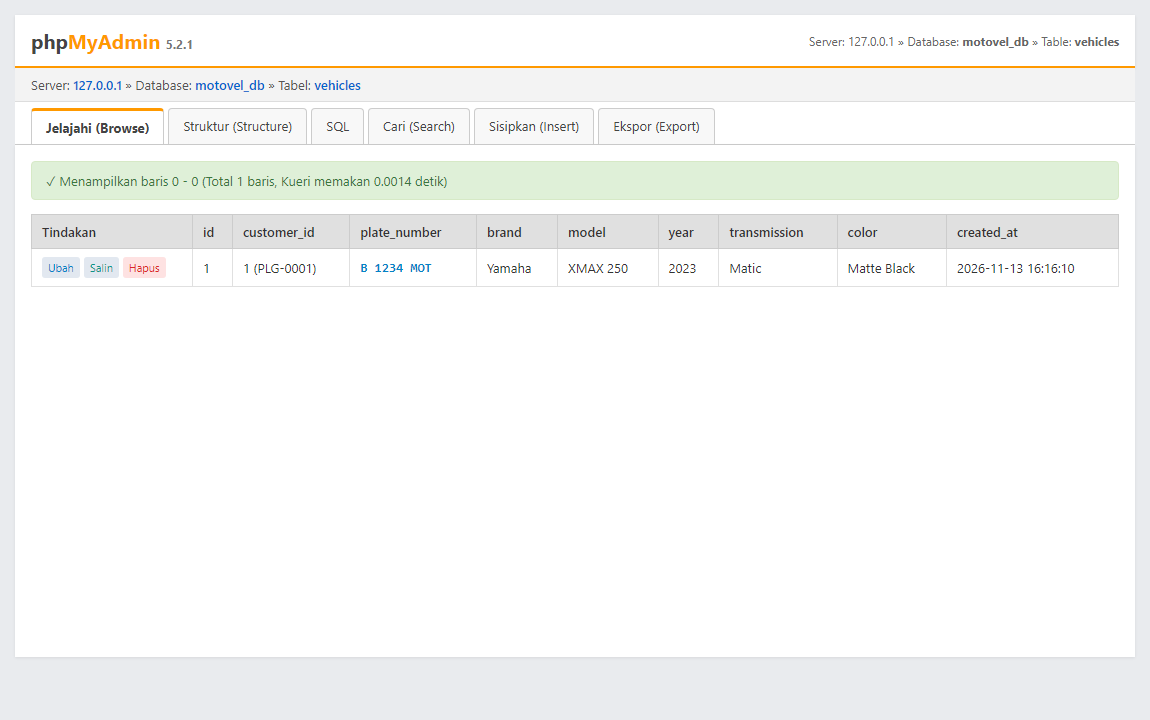 phpMyAdmin 5.2.1
Server: 127.0.0.1 » Database: motovel_db » Table: vehicles
Server: 127.0.0.1 » Database: motovel_db » Tabel: vehicles
Jelajahi (Browse) Struktur (Structure) SQL Cari (Search) Sisipkan (Insert) Ekspor (Export)
✓ Menampilkan baris 0 - 0 (Total 1 baris, Kueri memakan 0.0014 detik)
Tindakan id customer_id plate_number brand model year transmission color created_at
Ubah Salin Hapus 1 1 (PLG-0001) B 1234 MOT Yamaha XMAX 250 2023 Matic Matte Black 2026-11-13 16:16:10